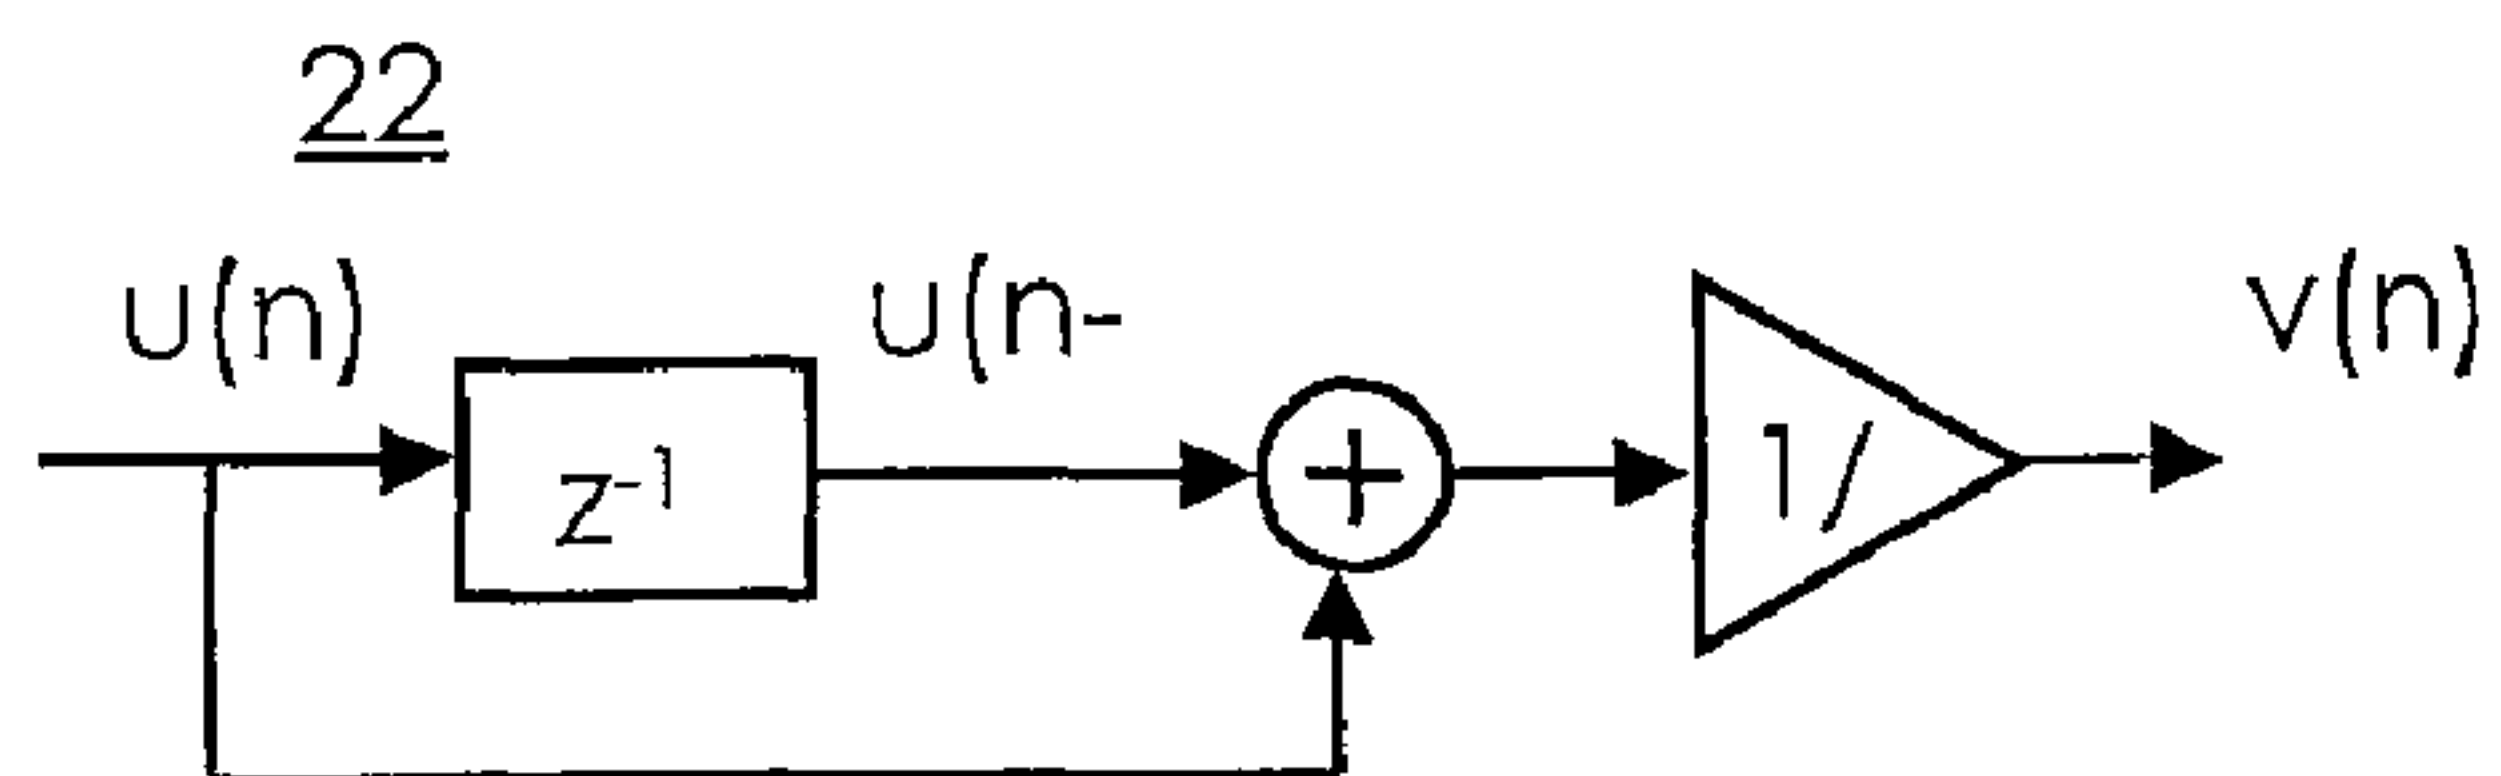 22
u(n)
u(n-
v(n)
z-1
+
1/